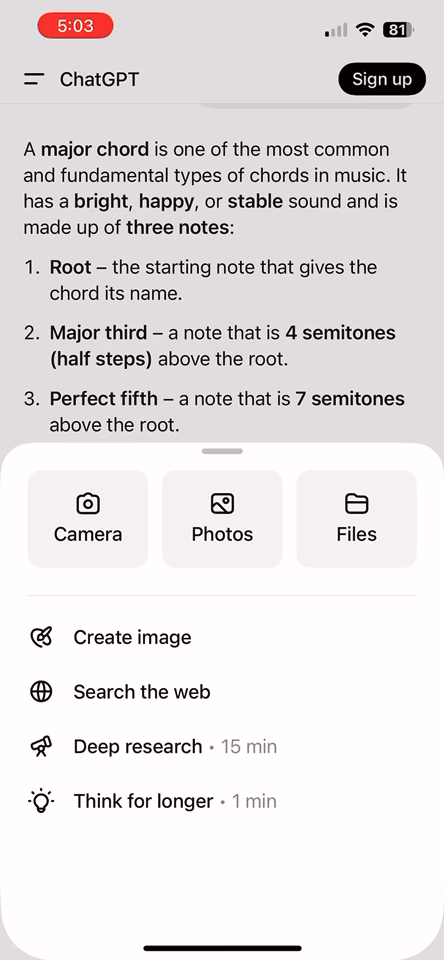 5:03
81
ChatGPT
Sign up
A major chord is one of the most common
and fundamental types of chords in music. It
has a bright, happy, or stable sound and is
made up of three notes:
1. Root – the starting note that gives the
chord its name.
2. Major third – a note that is 4 semitones
(half steps) above the root.
3. Perfect fifth – a note that is 7 semitones
above the root.
Camera
Photos
Files
Create image
Search the web
Deep research • 15 min
Think for longer • 1 min